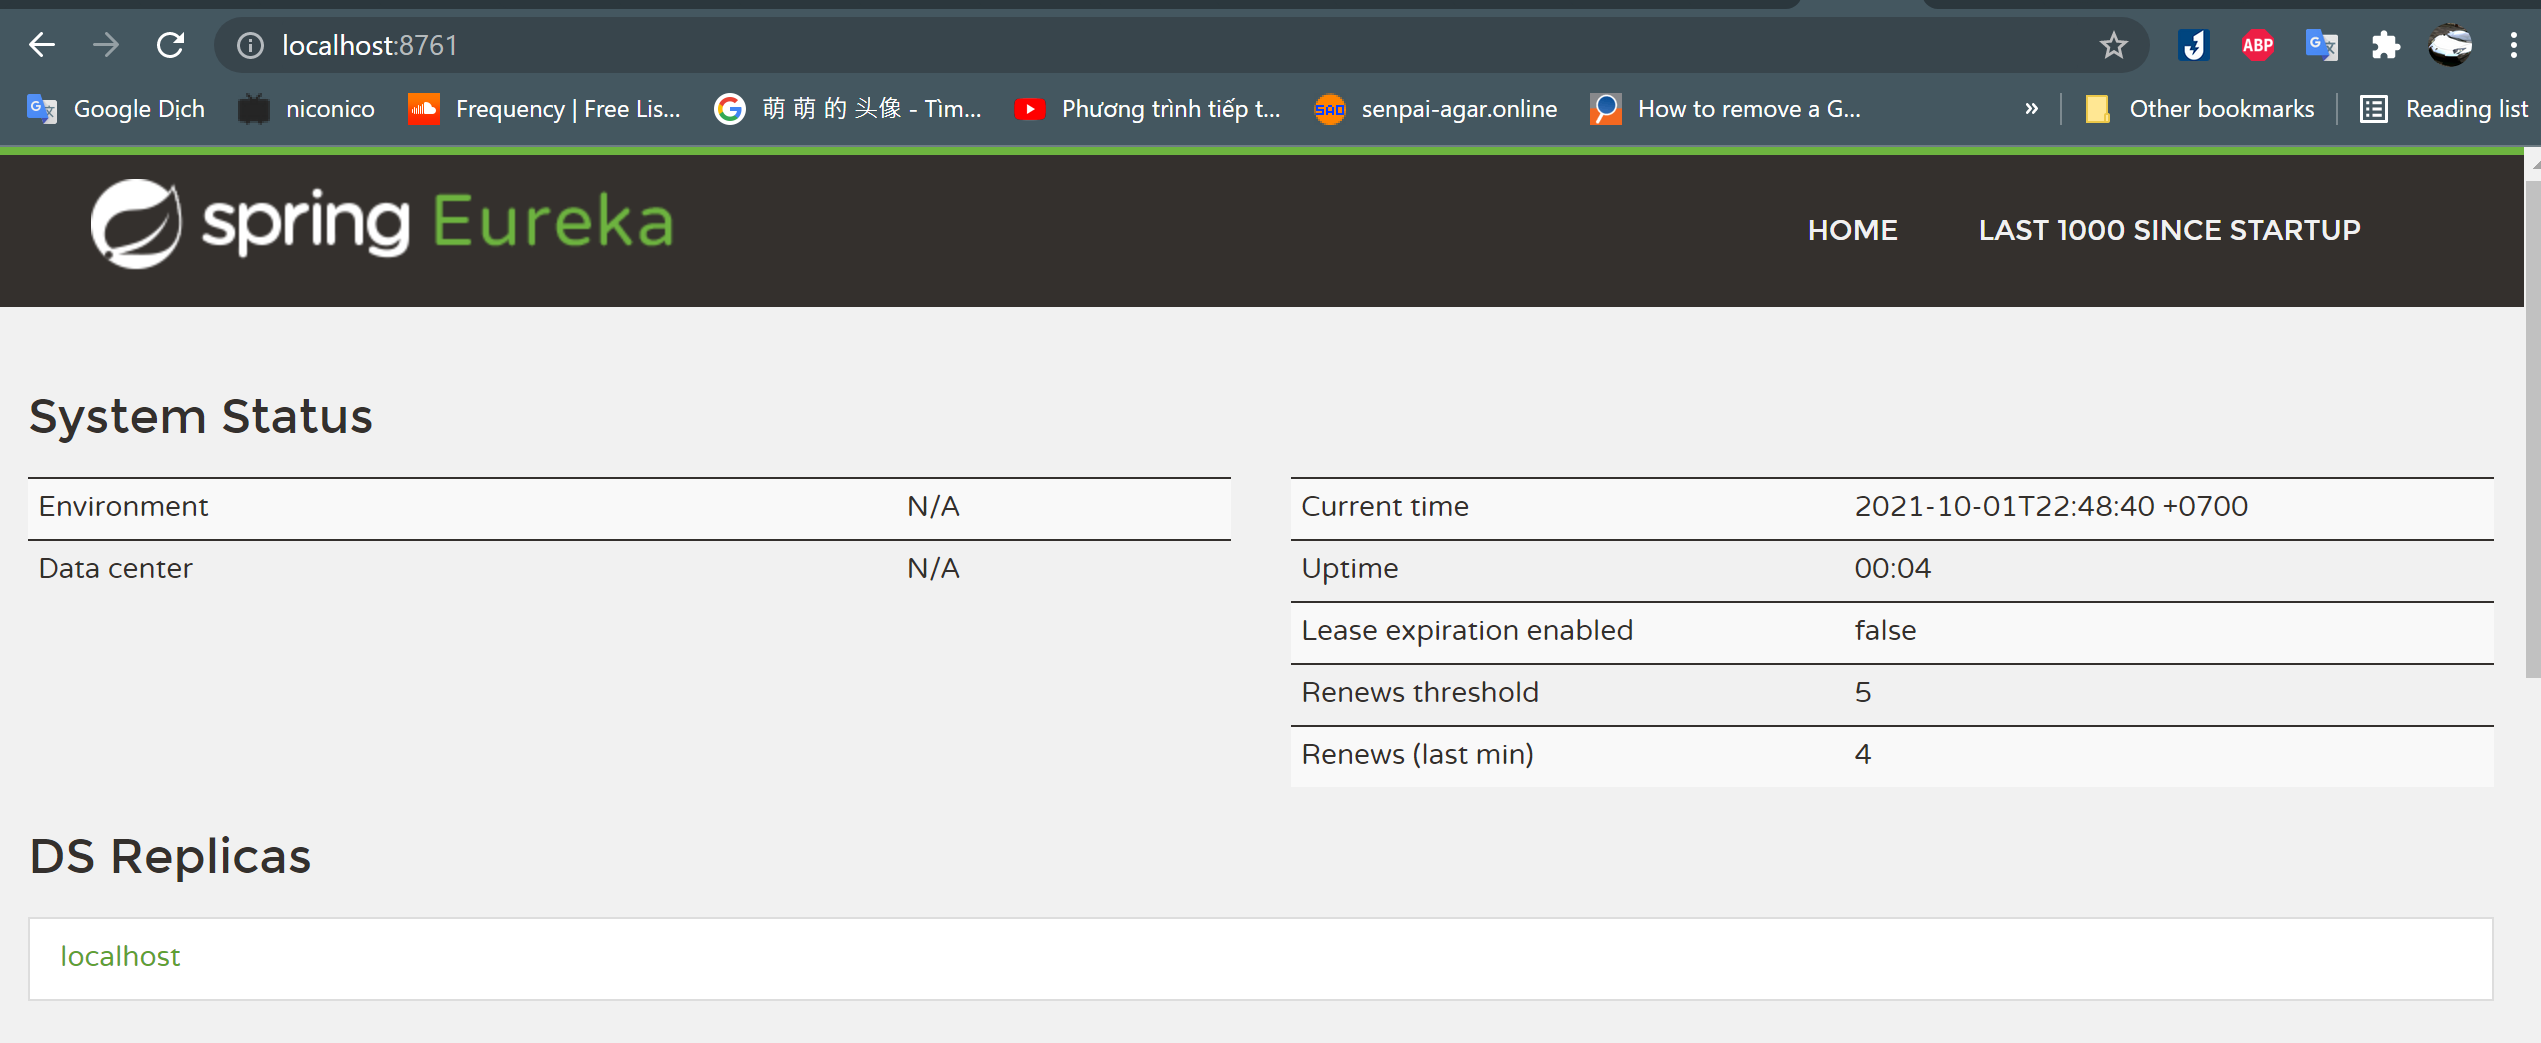 localhost:8761
Google Dịch niconico Frequency | Free Lis... 萌 萌 的 头像 - Tìm... Phương trình tiếp t... senpai-agar.online How to remove a G... » Other bookmarks Reading list
spring Eureka HOME LAST 1000 SINCE STARTUP
System Status
Environment N/A
Data center N/A
Current time 2021-10-01T22:48:40 +0700
Uptime 00:04
Lease expiration enabled false
Renews threshold 5
Renews (last min) 4
DS Replicas
localhost